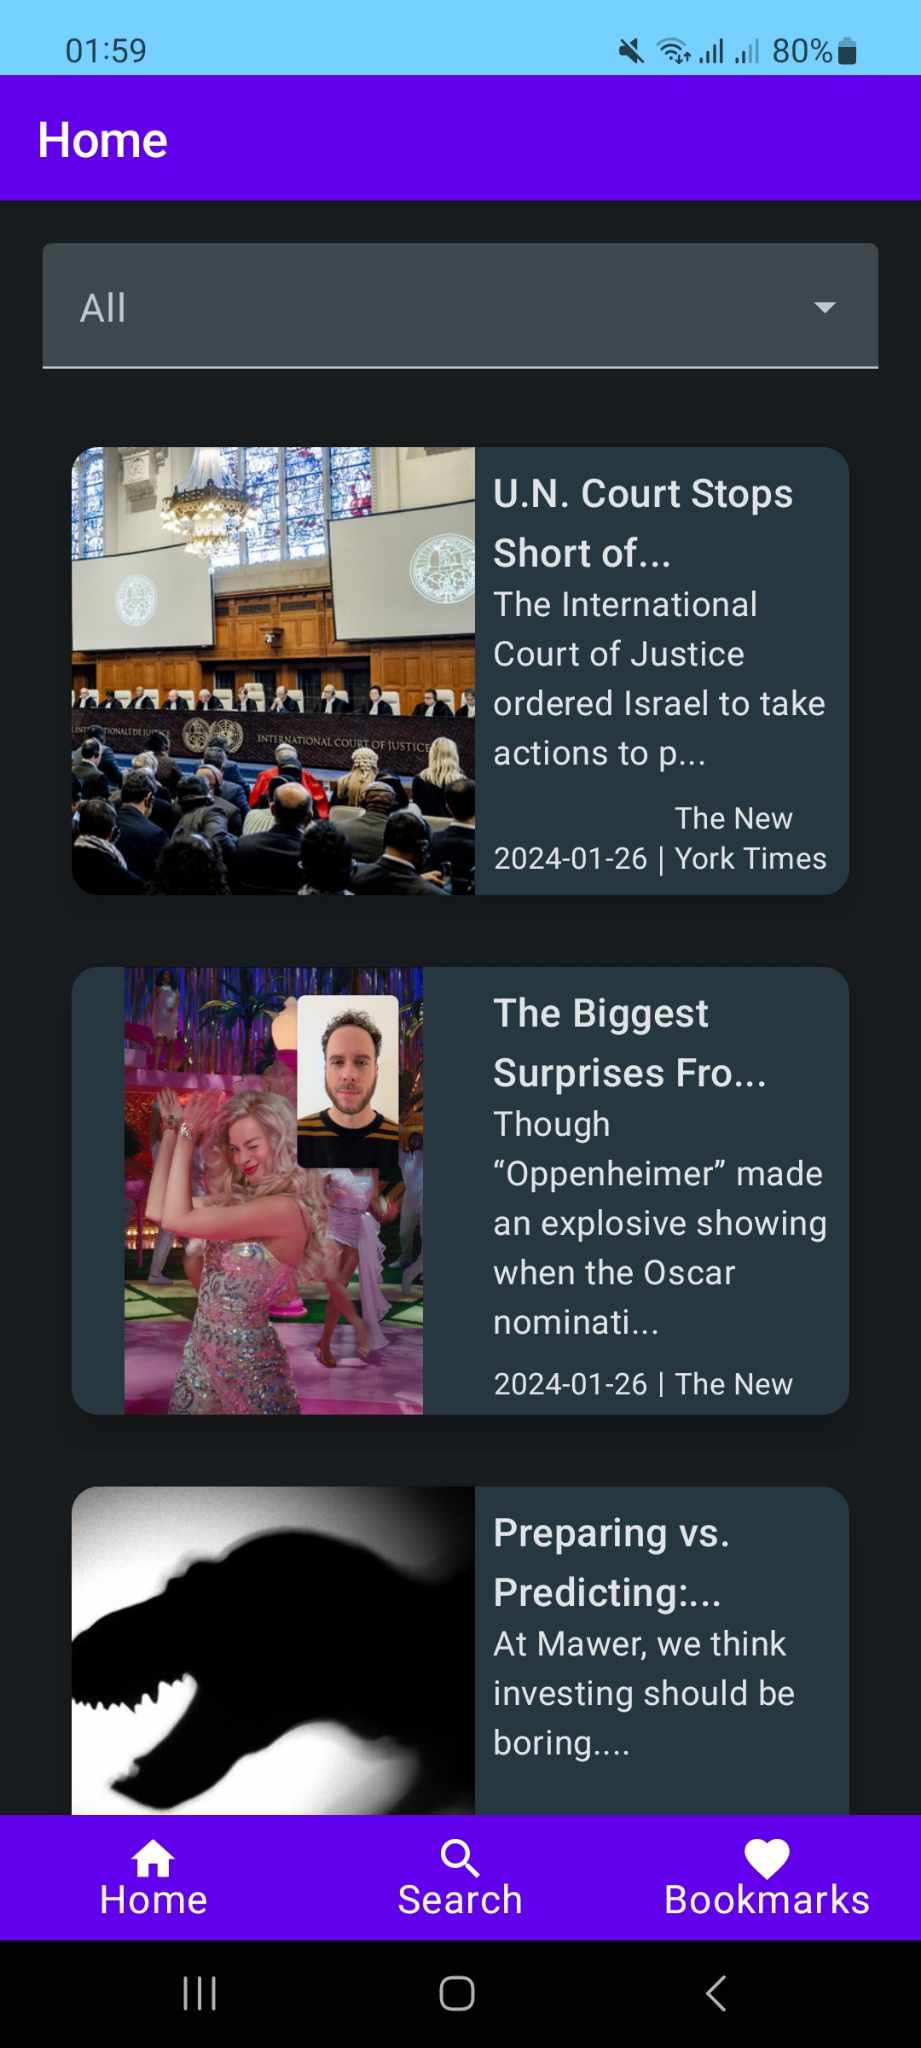 01:59
80%
Home
All
U.N. Court Stops
Short of...
The International
Court of Justice
ordered Israel to take
actions to p...
The New
2024-01-26 | York Times
INTERNATIONAL COURT OF JUSTICE
The Biggest
Surprises Fro...
Though
“Oppenheimer” made
an explosive showing
when the Oscar
nominati...
2024-01-26 | The New
Preparing vs.
Predicting:...
At Mawer, we think
investing should be
boring....
Home
Search
Bookmarks